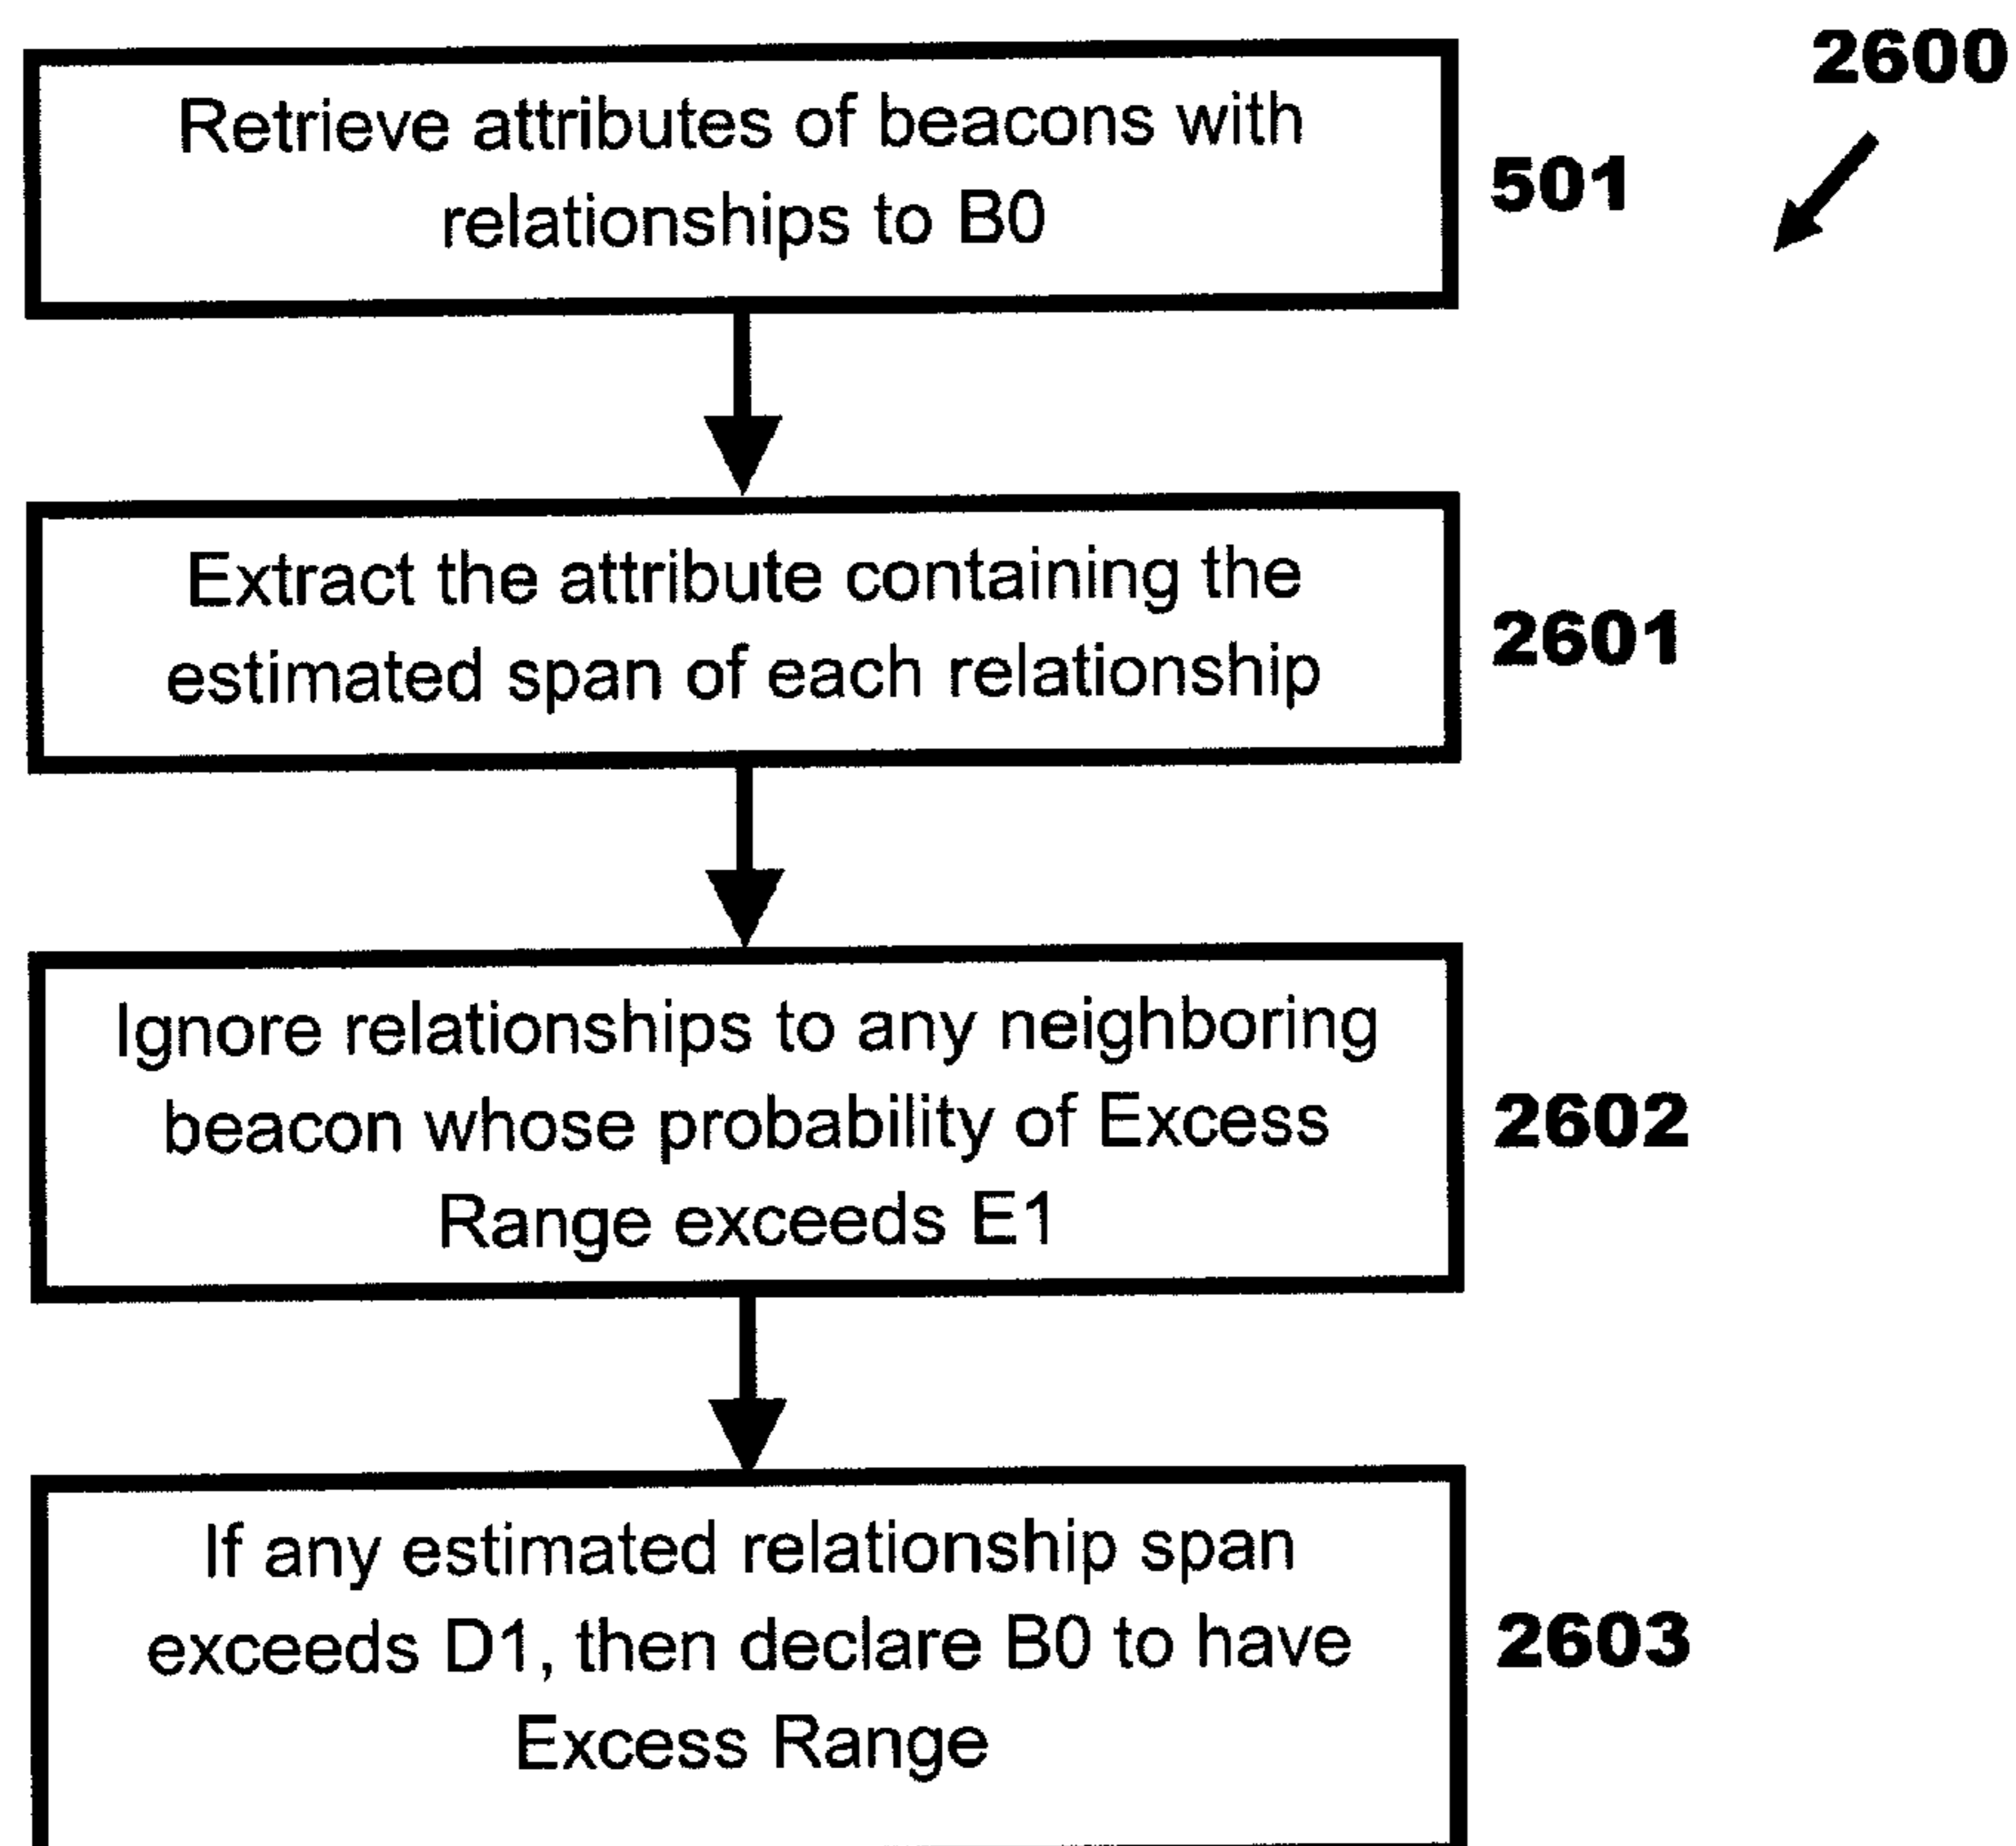 2600
Retrieve attributes of beacons with
relationships to B0
501
Extract the attribute containing the
estimated span of each relationship
2601
Ignore relationships to any neighboring
beacon whose probability of Excess
Range exceeds E1
2602
If any estimated relationship span
exceeds D1, then declare B0 to have
Excess Range
2603